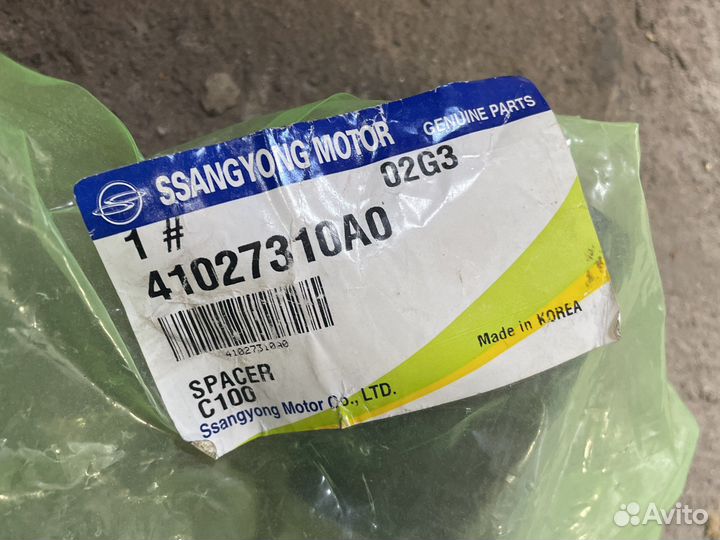 SSANGYONG MOTOR GENUINE PARTS
02G3
1 #
41027310A0
41027310A0
SPACER
C100
Made in KOREA
Ssangyong Motor Co., LTD.
Avito